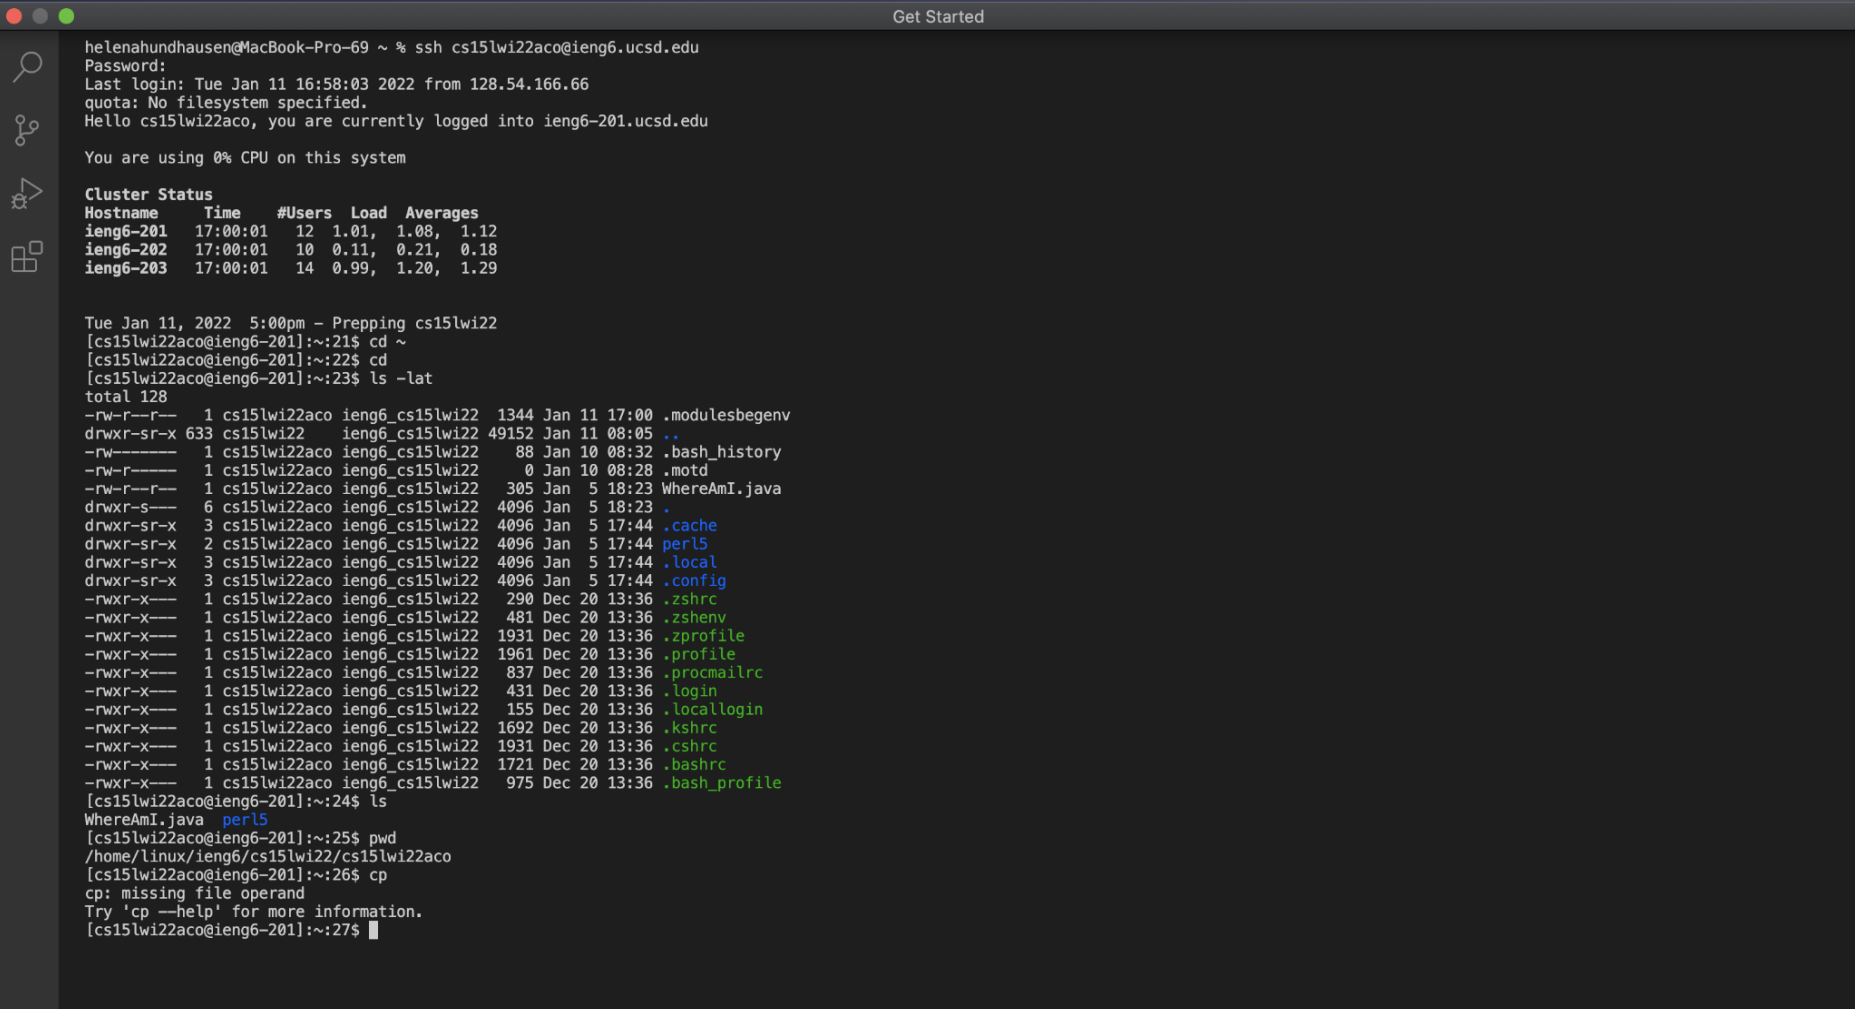 Get Started
helenahundhausen@MacBook-Pro-69 ~ % ssh cs15lwi22aco@ieng6.ucsd.edu
Password:
Last login: Tue Jan 11 16:58:03 2022 from 128.54.166.66
quota: No filesystem specified.
Hello cs15lwi22aco, you are currently logged into ieng6-201.ucsd.edu
You are using 0% CPU on this system
Cluster Status
Hostname     Time    #Users  Load  Averages
ieng6-201   17:00:01   12  1.01,  1.08,  1.12
ieng6-202   17:00:01   10  0.11,  0.21,  0.18
ieng6-203   17:00:01   14  0.99,  1.20,  1.29
Tue Jan 11, 2022  5:00pm - Prepping cs15lwi22
[cs15lwi22aco@ieng6-201]:~:21$ cd ~
[cs15lwi22aco@ieng6-201]:~:22$ cd
[cs15lwi22aco@ieng6-201]:~:23$ ls -lat
total 128
-rw-r--r--   1 cs15lwi22aco ieng6_cs15lwi22  1344 Jan 11 17:00 .modulesbegenv
drwxr-sr-x 633 cs15lwi22    ieng6_cs15lwi22 49152 Jan 11 08:05 ..
-rw-------   1 cs15lwi22aco ieng6_cs15lwi22    88 Jan 10 08:32 .bash_history
-rw-r-----   1 cs15lwi22aco ieng6_cs15lwi22     0 Jan 10 08:28 .motd
-rw-r--r--   1 cs15lwi22aco ieng6_cs15lwi22   305 Jan  5 18:23 WhereAmI.java
drwxr-s---   6 cs15lwi22aco ieng6_cs15lwi22  4096 Jan  5 18:23 .
drwxr-sr-x   3 cs15lwi22aco ieng6_cs15lwi22  4096 Jan  5 17:44 .cache
drwxr-sr-x   2 cs15lwi22aco ieng6_cs15lwi22  4096 Jan  5 17:44 perl5
drwxr-sr-x   3 cs15lwi22aco ieng6_cs15lwi22  4096 Jan  5 17:44 .local
drwxr-sr-x   3 cs15lwi22aco ieng6_cs15lwi22  4096 Jan  5 17:44 .config
-rwxr-x---   1 cs15lwi22aco ieng6_cs15lwi22   290 Dec 20 13:36 .zshrc
-rwxr-x---   1 cs15lwi22aco ieng6_cs15lwi22   481 Dec 20 13:36 .zshenv
-rwxr-x---   1 cs15lwi22aco ieng6_cs15lwi22  1931 Dec 20 13:36 .zprofile
-rwxr-x---   1 cs15lwi22aco ieng6_cs15lwi22  1961 Dec 20 13:36 .profile
-rwxr-x---   1 cs15lwi22aco ieng6_cs15lwi22   837 Dec 20 13:36 .procmailrc
-rwxr-x---   1 cs15lwi22aco ieng6_cs15lwi22   431 Dec 20 13:36 .login
-rwxr-x---   1 cs15lwi22aco ieng6_cs15lwi22   155 Dec 20 13:36 .locallogin
-rwxr-x---   1 cs15lwi22aco ieng6_cs15lwi22  1692 Dec 20 13:36 .kshrc
-rwxr-x---   1 cs15lwi22aco ieng6_cs15lwi22  1931 Dec 20 13:36 .cshrc
-rwxr-x---   1 cs15lwi22aco ieng6_cs15lwi22  1721 Dec 20 13:36 .bashrc
-rwxr-x---   1 cs15lwi22aco ieng6_cs15lwi22   975 Dec 20 13:36 .bash_profile
[cs15lwi22aco@ieng6-201]:~:24$ ls
WhereAmI.java  perl5
[cs15lwi22aco@ieng6-201]:~:25$ pwd
/home/linux/ieng6/cs15lwi22/cs15lwi22aco
[cs15lwi22aco@ieng6-201]:~:26$ cp
cp: missing file operand
Try 'cp --help' for more information.
[cs15lwi22aco@ieng6-201]:~:27$